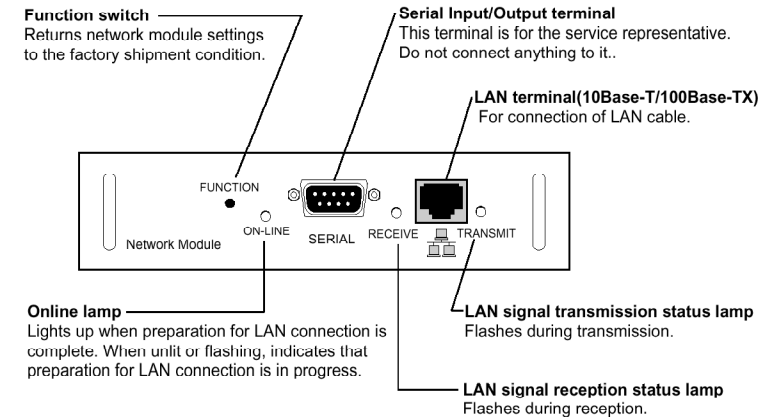 Function switch
Returns network module settings
to the factory shipment condition.
Serial Input/Output terminal
This terminal is for the service representative.
Do not connect anything to it..
LAN terminal(10Base-T/100Base-TX)
For connection of LAN cable.
FUNCTION
ON-LINE
SERIAL
RECEIVE
TRANSMIT
Network Module
Online lamp
Lights up when preparation for LAN connection is
complete. When unlit or flashing, indicates that
preparation for LAN connection is in progress.
LAN signal transmission status lamp
Flashes during transmission.
LAN signal reception status lamp
Flashes during reception.